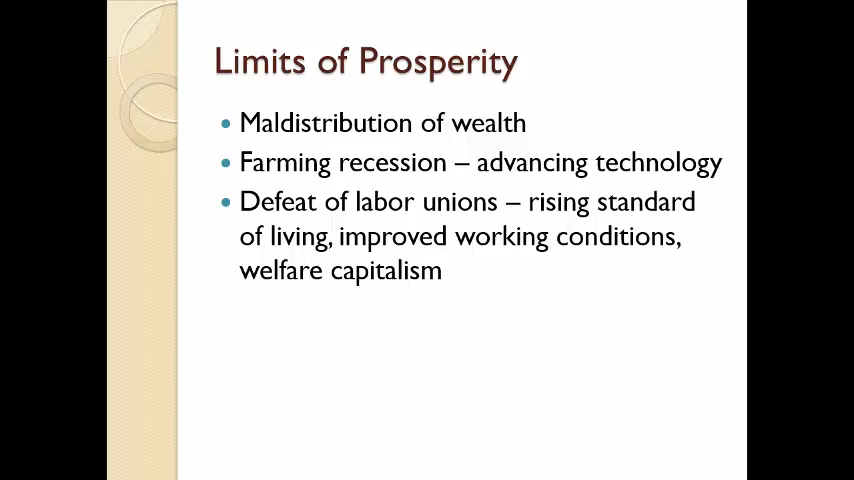 Limits of Prosperity
• Maldistribution of wealth
• Farming recession – advancing technology
• Defeat of labor unions – rising standard
of living, improved working conditions,
welfare capitalism